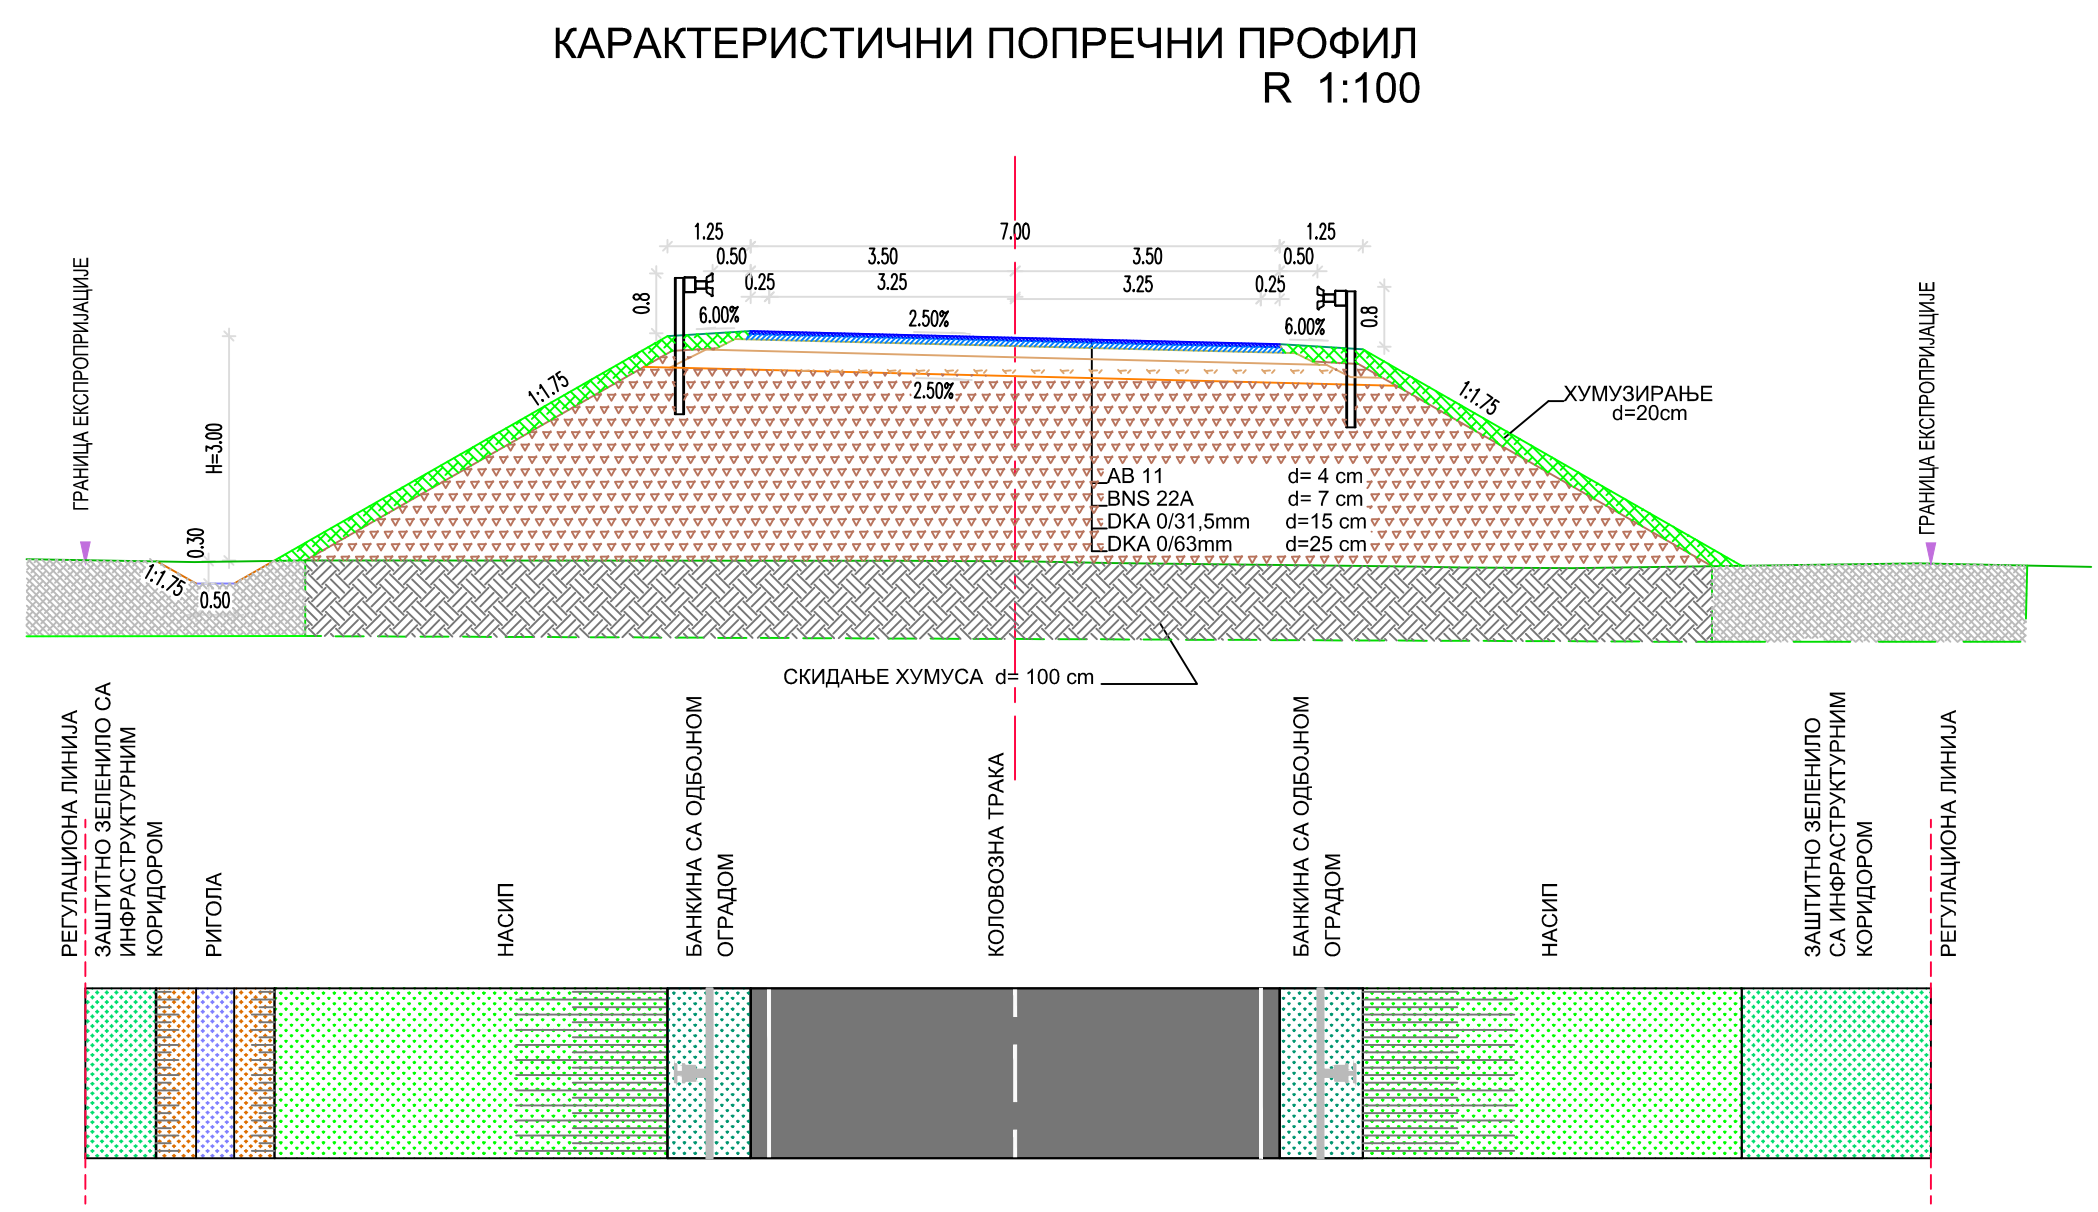 КАРАКТЕРИСТИЧНИ ПОПРЕЧНИ ПРОФИЛ
R 1:100
1.25 7.00 1.25
0.50 3.50 3.50 0.50
0.25 3.25 3.25 0.25
0.8
0.8
6.00% 2.50% 6.00%
2.50%
1:1.75
1:1.75
ГРАНИЦА ЕКСПРОПРИЈАЦИЈЕ
ГРАНИЦА ЕКСПРОПРИЈАЦИЈЕ
H=3.00
ХУМУЗИРАЊЕ
d=20cm
AB 11 d= 4 cm
BNS 22A d= 7 cm
DKA 0/31,5mm d=15 cm
DKA 0/63mm d=25 cm
0.30
1:1.75
0.50
СКИДАЊЕ ХУМУСА d= 100 cm
РЕГУЛАЦИОНА ЛИНИЈА
ЗАШТИТНО ЗЕЛЕНИЛО СА
ИНФРАСТРУКТУРНИМ
КОРИДОРОМ
РИГОЛА
НАСИП
БАНКИНА СА ОДБОЈНОМ
ОГРАДОМ
КОЛОВОЗНА ТРАКА
БАНКИНА СА ОДБОЈНОМ
ОГРАДОМ
НАСИП
ЗАШТИТНО ЗЕЛЕНИЛО
СА ИНФРАСТРУКТУРНИМ
КОРИДОРОМ
РЕГУЛАЦИОНА ЛИНИЈА